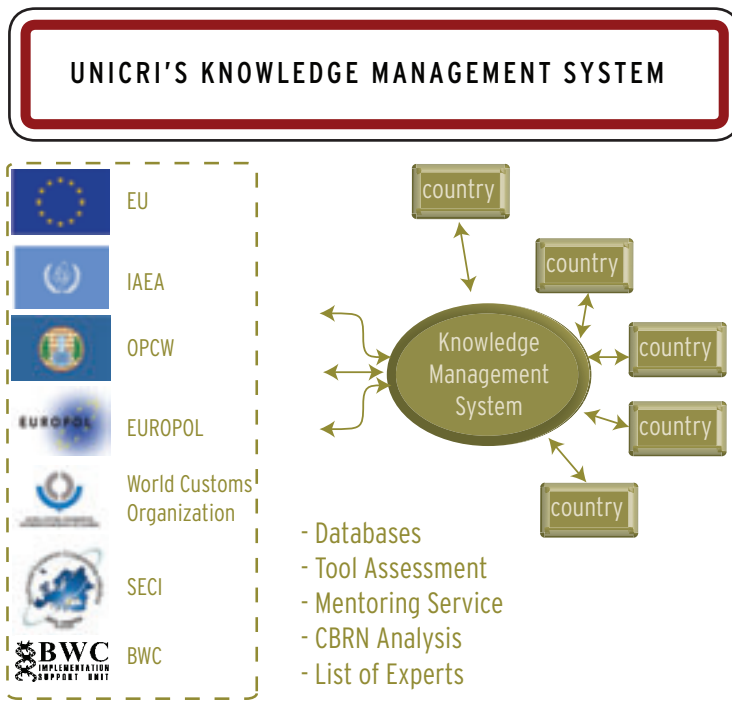 UNICRI'S KNOWLEDGE MANAGEMENT SYSTEM
EU
IAEA
OPCW
EUROPOL
EUROPOL
World Customs
Organization
SECI
BWC
IMPLEMENTATION
SUPPORT UNIT
BWC
country
country
country
country
country
Knowledge
Management
System
- Databases
- Tool Assessment
- Mentoring Service
- CBRN Analysis
- List of Experts